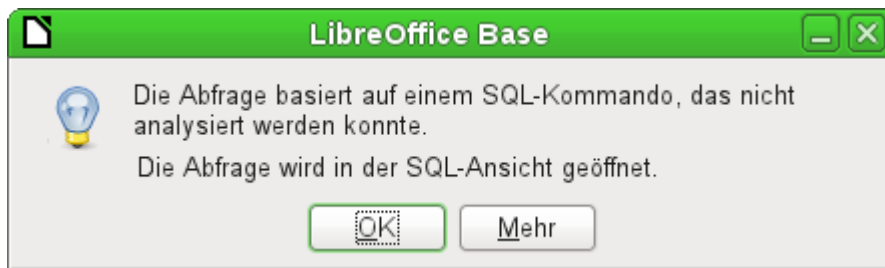 LibreOffice Base
Die Abfrage basiert auf einem SQL-Kommando, das nicht
analysiert werden konnte.
Die Abfrage wird in der SQL-Ansicht geöffnet.
OK Mehr